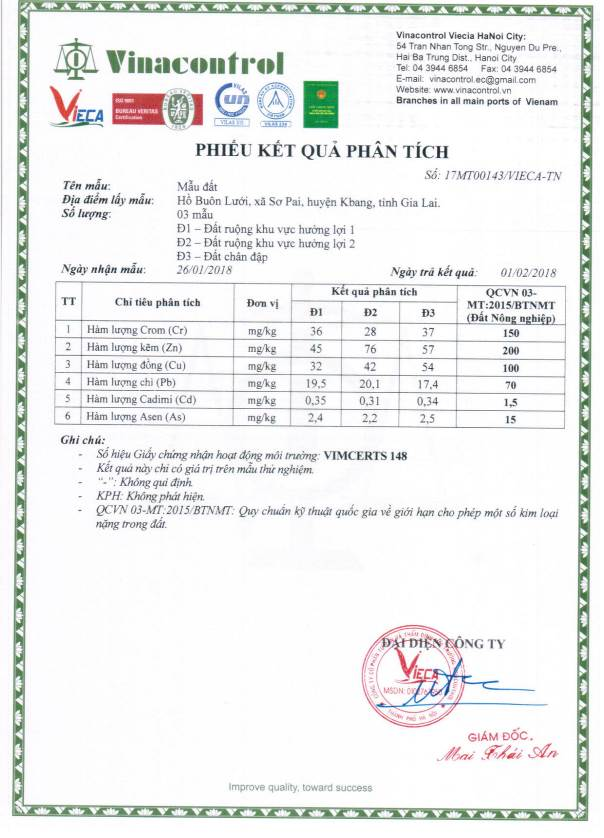 Vinacontrol
Vinacontrol Viecia HaNoi City:
54 Tran Nhan Tong Str., Nguyen Du Pre.,
Hai Ba Trung Dist., Hanoi City
Tel: 04 3944 6854 Fax: 04 3944 6854
E-mail: vinacontrol.ec@gmail.com
Website: www.vinacontrol.vn
Branches in all main ports of Vienam
VIECA
ISO 9001
BUREAU VERITAS
Certification
VILAS
un
PHIẾU KẾT QUẢ PHÂN TÍCH
Số: 17MT00143/VIECA-TN
Tên mẫu: Mẫu đất
Địa điểm lấy mẫu: Hồ Buôn Lưới, xã Sơ Pai, huyện Kbang, tỉnh Gia Lai.
Số lượng: 03 mẫu
Đ1 – Đất ruộng khu vực hưởng lợi 1
Đ2 – Đất ruộng khu vực hưởng lợi 2
Đ3 – Đất chân đập
Ngày nhận mẫu: 26/01/2018 Ngày trả kết quả: 01/02/2018
TT Chỉ tiêu phân tích Đơn vị Kết quả phân tích QCVN 03-MT:2015/BTNMT (Đất Nông nghiệp)
Đ1 Đ2 Đ3
1 Hàm lượng Crom (Cr) mg/kg 36 28 37 150
2 Hàm lượng kẽm (Zn) mg/kg 45 76 57 200
3 Hàm lượng đồng (Cu) mg/kg 32 42 54 100
4 Hàm lượng chì (Pb) mg/kg 19,5 20,1 17,4 70
5 Hàm lượng Cadimi (Cd) mg/kg 0,35 0,31 0,34 1,5
6 Hàm lượng Asen (As) mg/kg 2,4 2,2 2,5 15
Ghi chú:
- Số hiệu Giấy chứng nhận hoạt động môi trường: VIMCERTS 148
- Kết quả này chỉ có giá trị trên mẫu thử nghiệm.
- “-”: Không qui định.
- KPH: Không phát hiện.
- QCVN 03-MT:2015/BTNMT: Quy chuẩn kỹ thuật quốc gia về giới hạn cho phép một số kim loại
nặng trong đất.
ĐẠI DIỆN CÔNG TY
VIECA
THÀNH PHỐ HÀ NỘI
GIÁM ĐỐC.
Mai Thái An
Improve quality, toward success